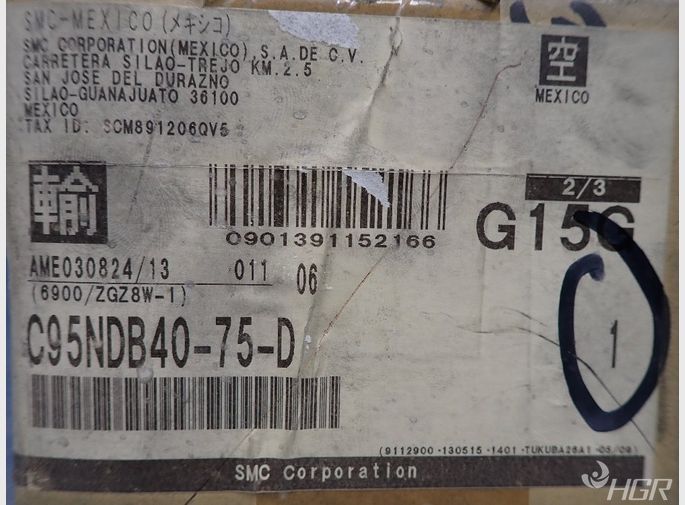 SMC-MEXICO(メキシコ)
SMC CORPORATION(MEXICO),S.A.DE C.V.
CARRETERA SILAO-TREJO KM.2.5
SAN JOSE DEL DURAZNO
SILAO-GUANAJUATO 36100
MEXICO
TAX ID: SCM891206QV5
空
MEXICO
輸
0901391152166
2/3
G15G
AME030824/13 011 06
(6900/ZGZ8W-1)
C95NDB40-75-D
1
(9112900 -130515 -1401 -TUKUBA26A1 -05/09)
SMC Corporation
HGR